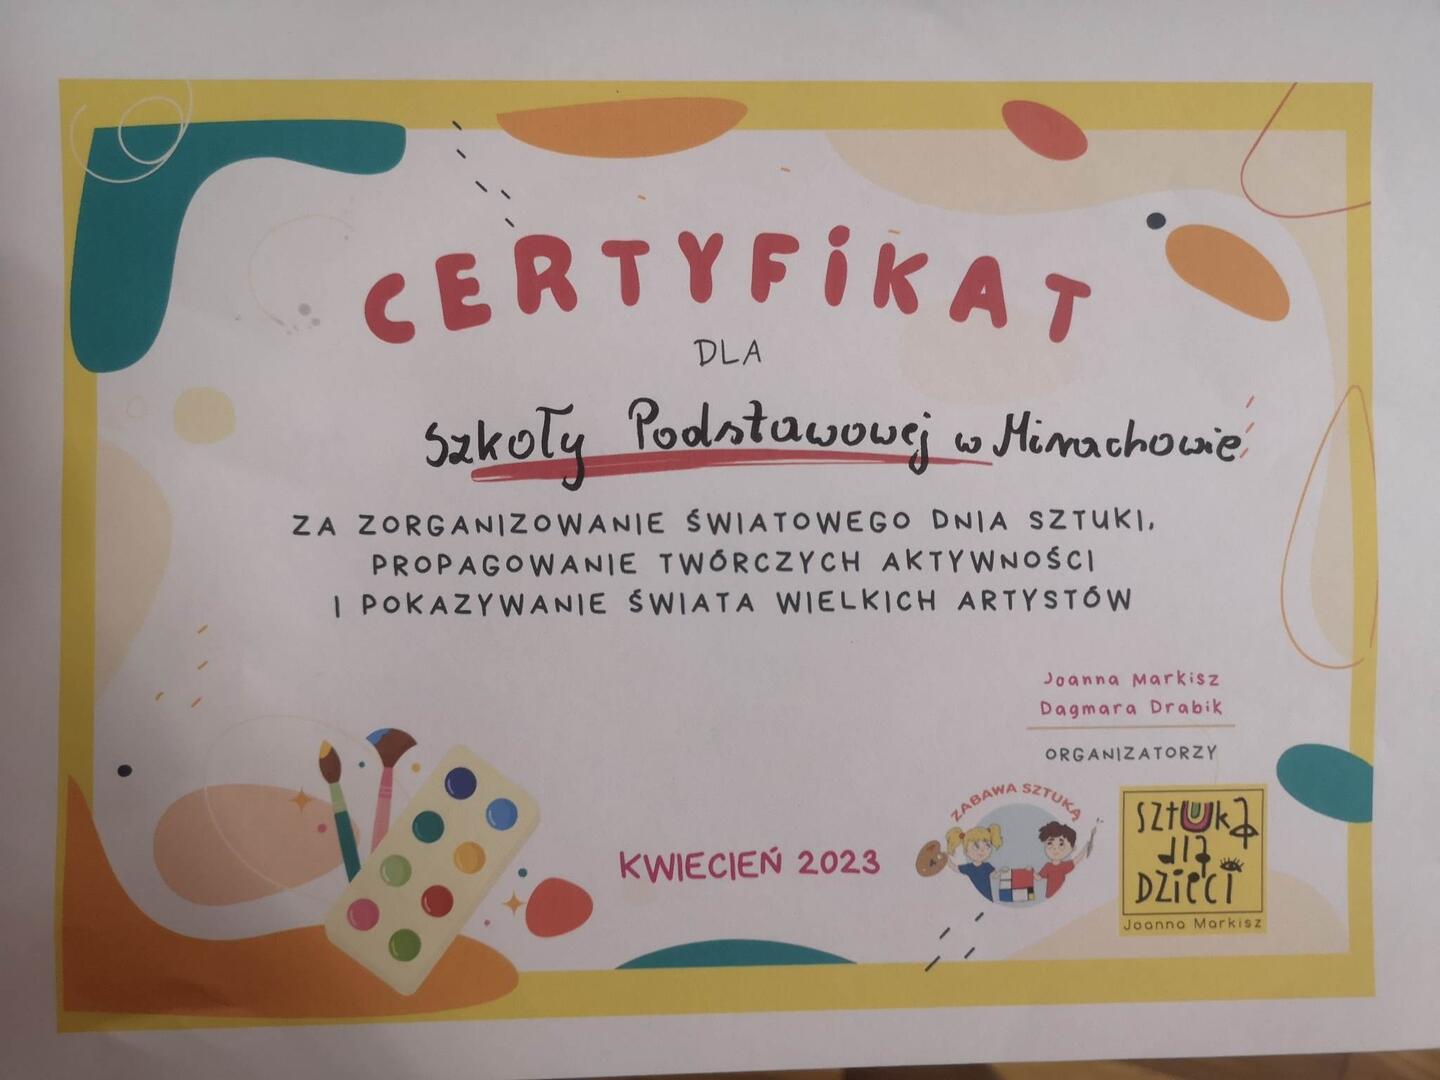 CERTYFIKAT
DLA
Szkoły Podstawowej w Mirachowie
ZA ZORGANIZOWANIE ŚWIATOWEGO DNIA SZTUKI,
PROPAGOWANIE TWÓRCZYCH AKTYWNOŚCI
I POKAZYWANIE ŚWIATA WIELKICH ARTYSTÓW
Joanna Markisz
Dagmara Drabik
ORGANIZATORZY
KWIECIEŃ 2023
ZABAWA SZTUKĄ
SztUkA
dlA
DZIECI
Joanna Markisz